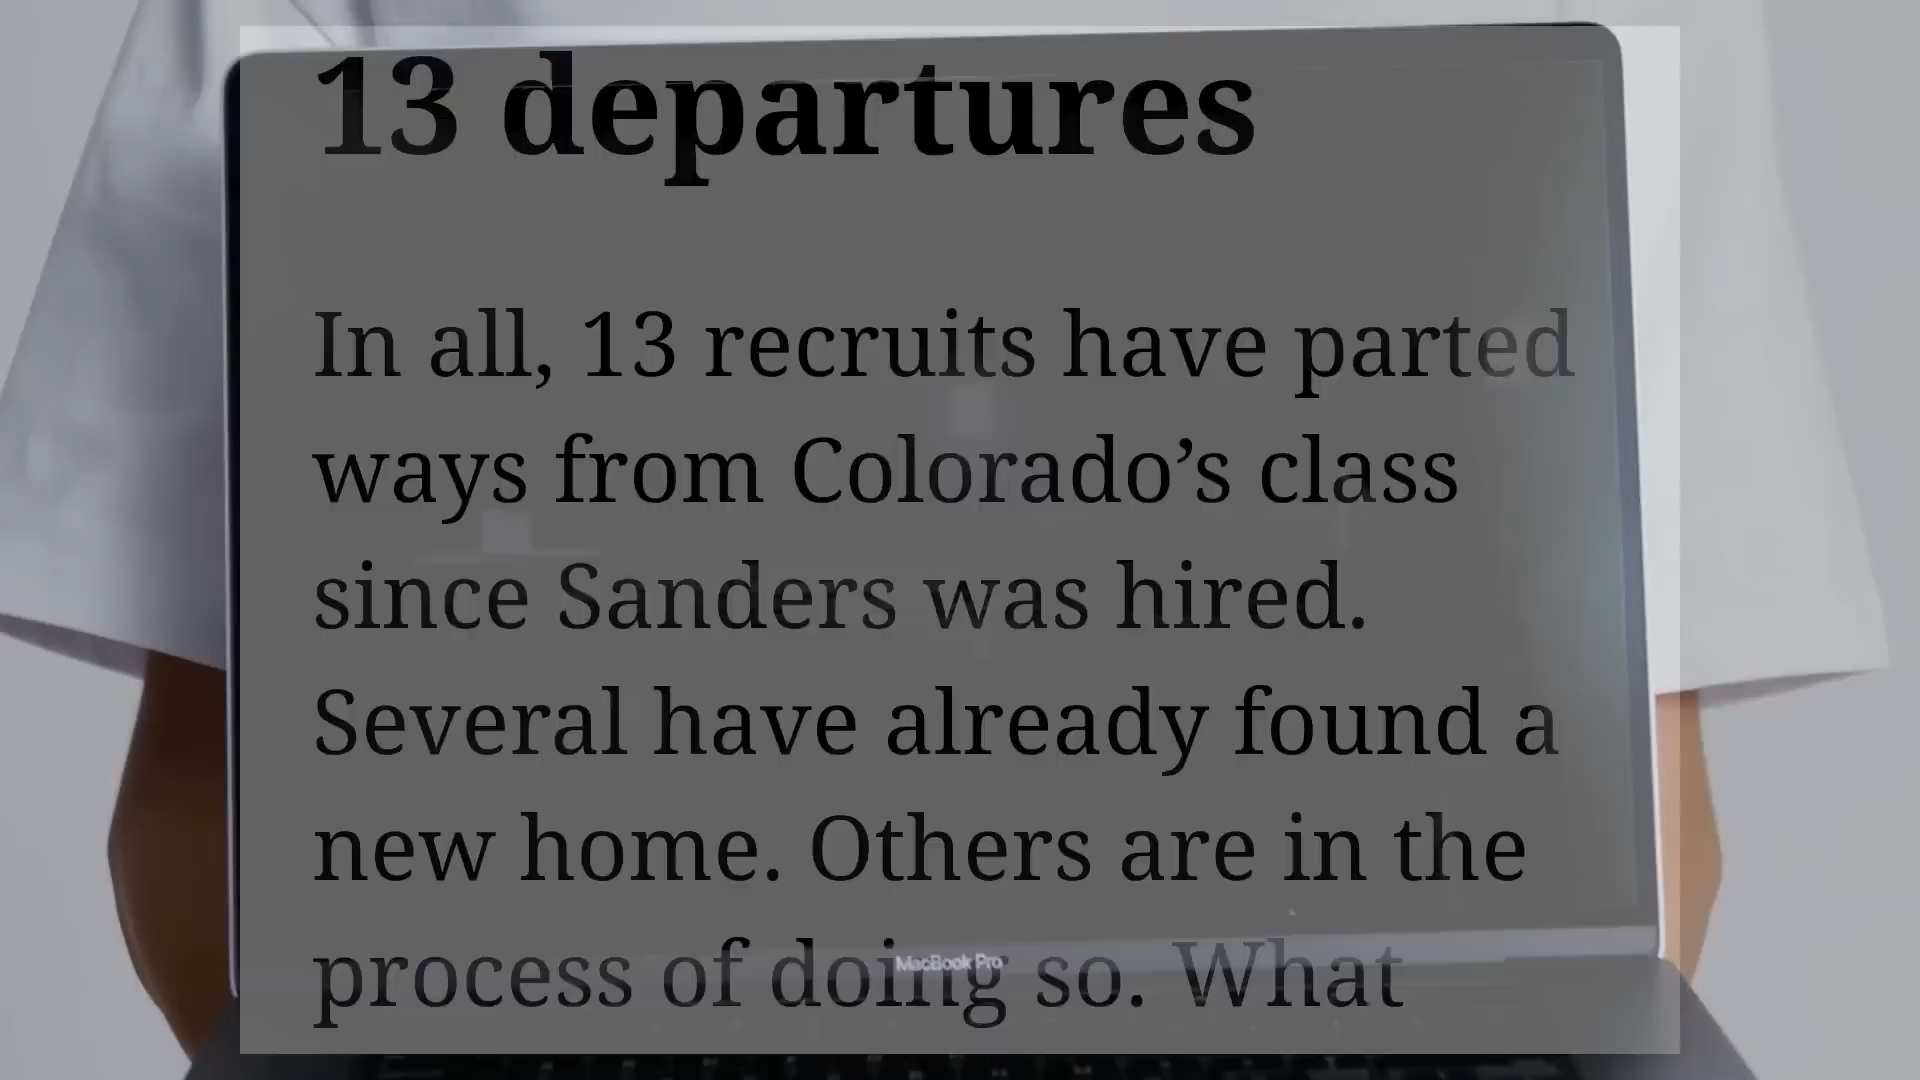 13 departures
In all, 13 recruits have parted
ways from Colorado’s class
since Sanders was hired.
Several have already found a
new home. Others are in the
process of doing so. What
MacBook Pro